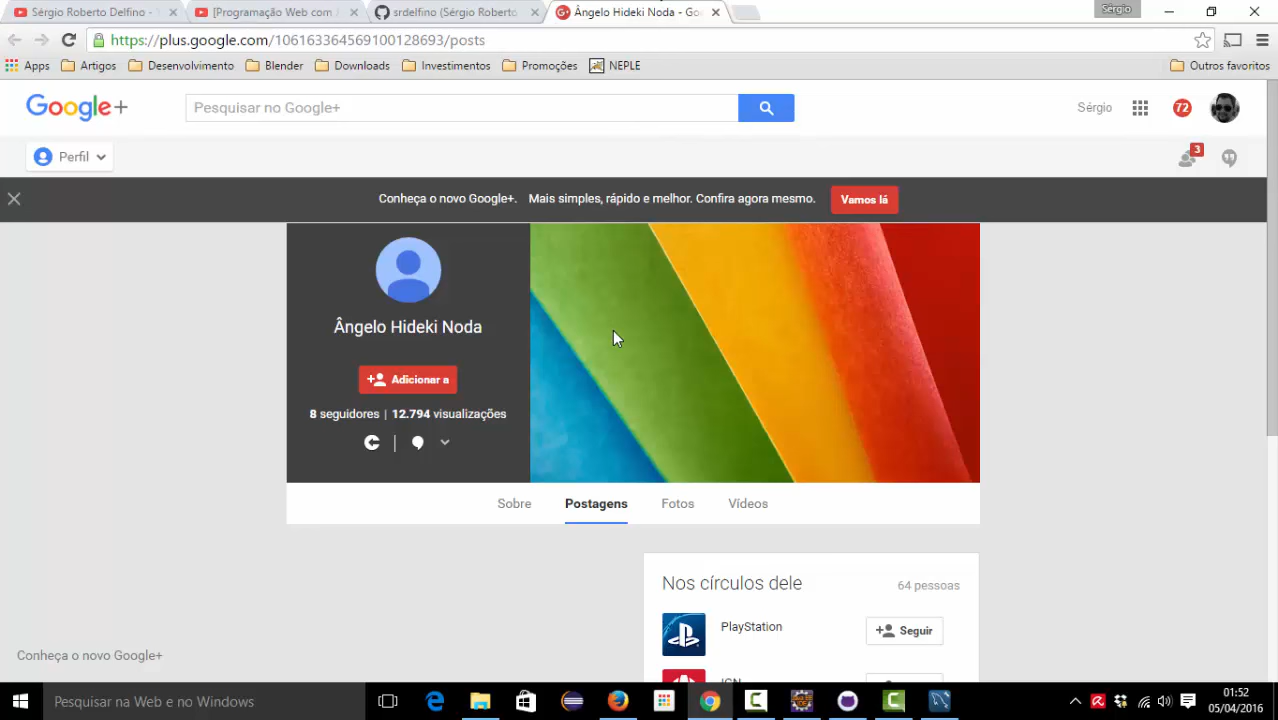 Sérgio Roberto Delfino -
[Programação Web com
srdelfino (Sérgio Roberto
Ângelo Hideki Noda - Goo
Sérgio
https://plus.google.com/106163364569100128693/posts
Apps Artigos Desenvolvimento Blender Downloads Investimentos Promoções NEPLE Outros favoritos
Google+ Pesquisar no Google+ Sérgio 72
Perfil 3
Conheça o novo Google+. Mais simples, rápido e melhor. Confira agora mesmo. Vamos lá
Ângelo Hideki Noda
Adicionar a
8 seguidores | 12.794 visualizações
Sobre Postagens Fotos Vídeos
Nos círculos dele 64 pessoas
PlayStation Seguir
IGN
Conheça o novo Google+
Pesquisar na Web e no Windows
01:52
05/04/2016